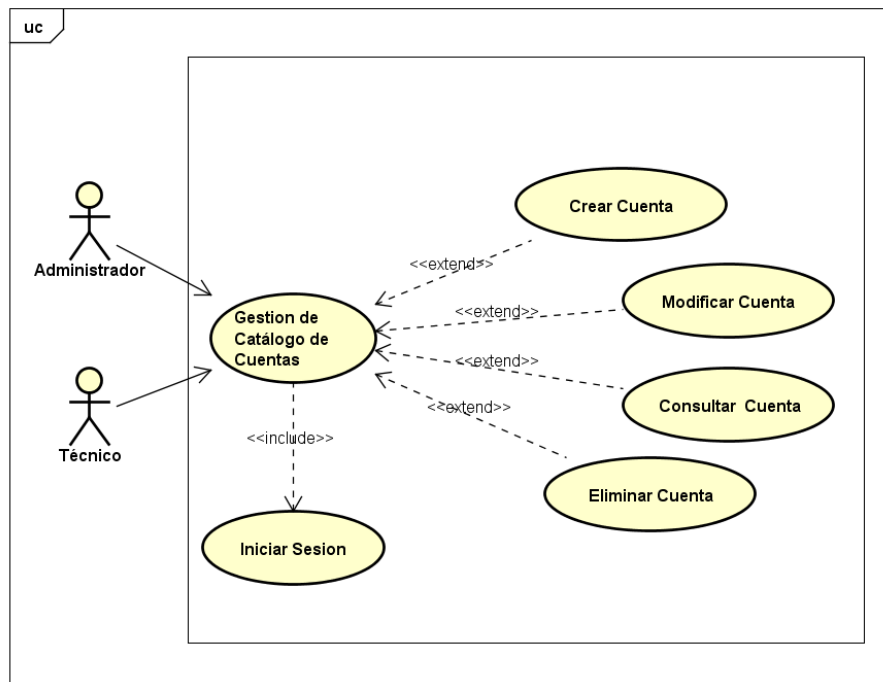 uc
Crear Cuenta
<<extend>>
Administrador
Modificar Cuenta
<<extend>>
Gestion de
Catálogo de
Cuentas
<<extend>>
Consultar  Cuenta
<<extend>>
Técnico
<<include>>
Eliminar Cuenta
Iniciar Sesion